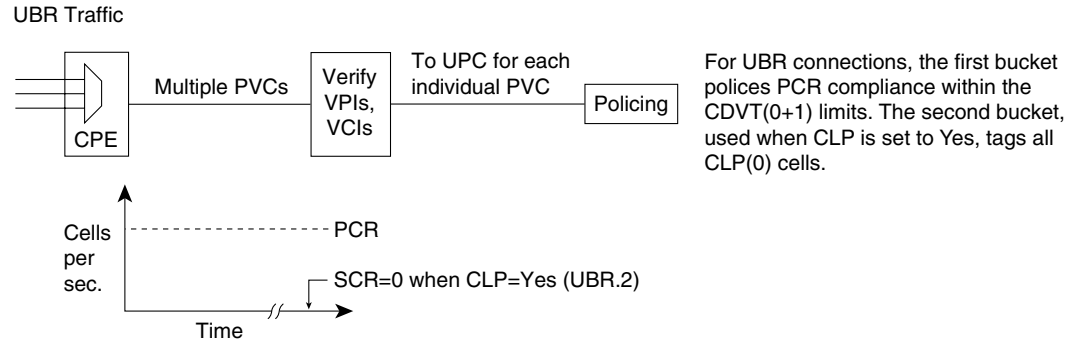 UBR Traffic
CPE
Multiple PVCs
Verify
VPIs,
VCIs
To UPC for each
individual PVC
Policing
For UBR connections, the first bucket
polices PCR compliance within the
CDVT(0+1) limits. The second bucket,
used when CLP is set to Yes, tags all
CLP(0) cells.
Cells
per
sec.
PCR
SCR=0 when CLP=Yes (UBR.2)
Time